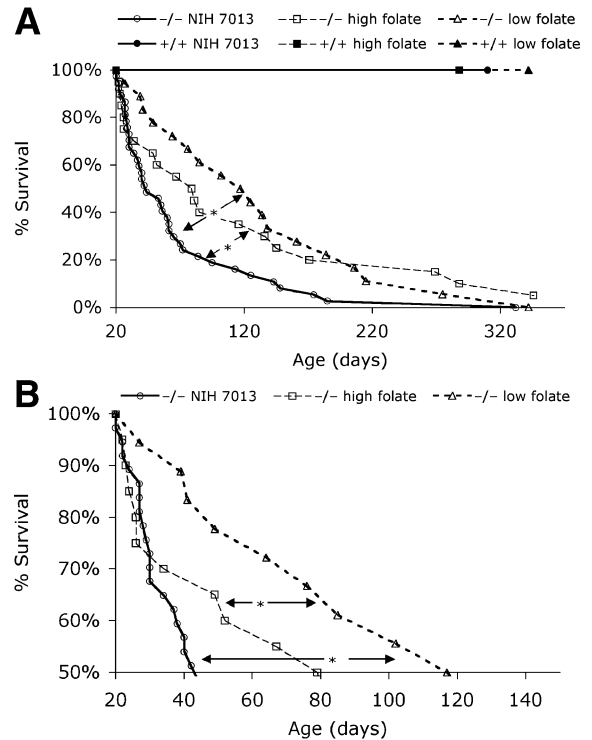 A
–/– NIH 7013 –/– high folate –/– low folate
+/+ NIH 7013 +/+ high folate +/+ low folate
100%
80%
60%
40%
20%
0%
% Survival
*
*
20 120 220 320
Age (days)
B
–/– NIH 7013 –/– high folate –/– low folate
100%
90%
80%
70%
60%
50%
% Survival
*
*
20 40 60 80 100 120 140
Age (days)